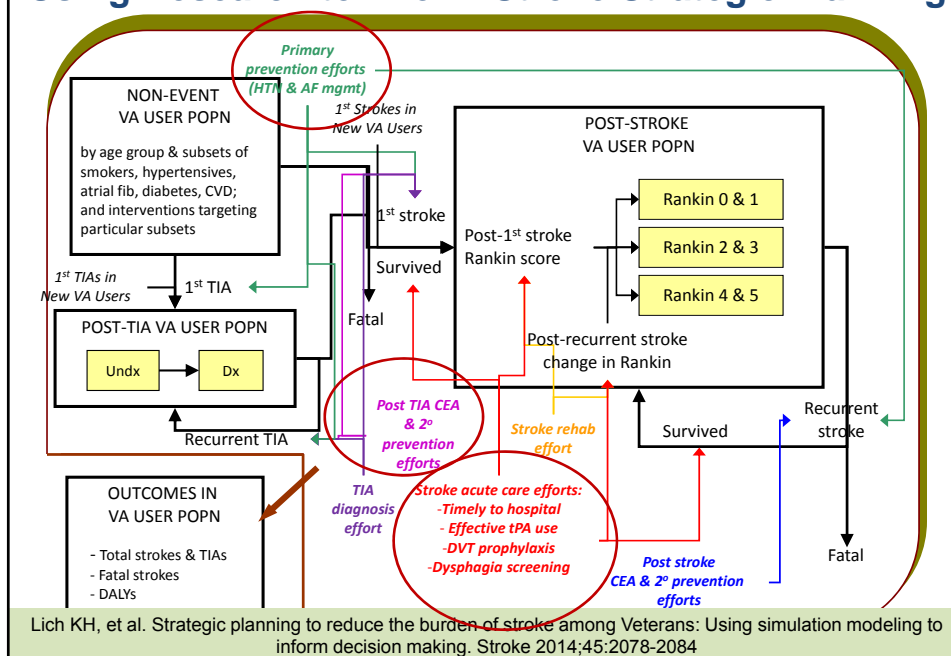 Using Research to Inform Stroke Strategic Planning
Primary
prevention efforts
(HTN & AF mgmt)
NON-EVENT
VA USER POPN
by age group & subsets of
smokers, hypertensives,
atrial fib, diabetes, CVD;
and interventions targeting
particular subsets
1st Strokes in
New VA Users
POST-STROKE
VA USER POPN
Rankin 0 & 1
Rankin 2 & 3
Rankin 4 & 5
1st stroke
Post-1st stroke
Rankin score
Survived
1st TIAs in
New VA Users
1st TIA
Fatal
POST-TIA VA USER POPN
Undx
Dx
Post-recurrent stroke
change in Rankin
Recurrent TIA
Post TIA CEA
& 2o
prevention
efforts
Stroke rehab
effort
Survived
Recurrent
stroke
TIA
diagnosis
effort
Stroke acute care efforts:
-Timely to hospital
- Effective tPA use
-DVT prophylaxis
-Dysphagia screening
OUTCOMES IN
VA USER POPN
- Total strokes & TIAs
- Fatal strokes
- DALYs
Post stroke
CEA & 2o prevention
efforts
Fatal
Lich KH, et al. Strategic planning to reduce the burden of stroke among Veterans: Using simulation modeling to
inform decision making. Stroke 2014;45:2078-2084